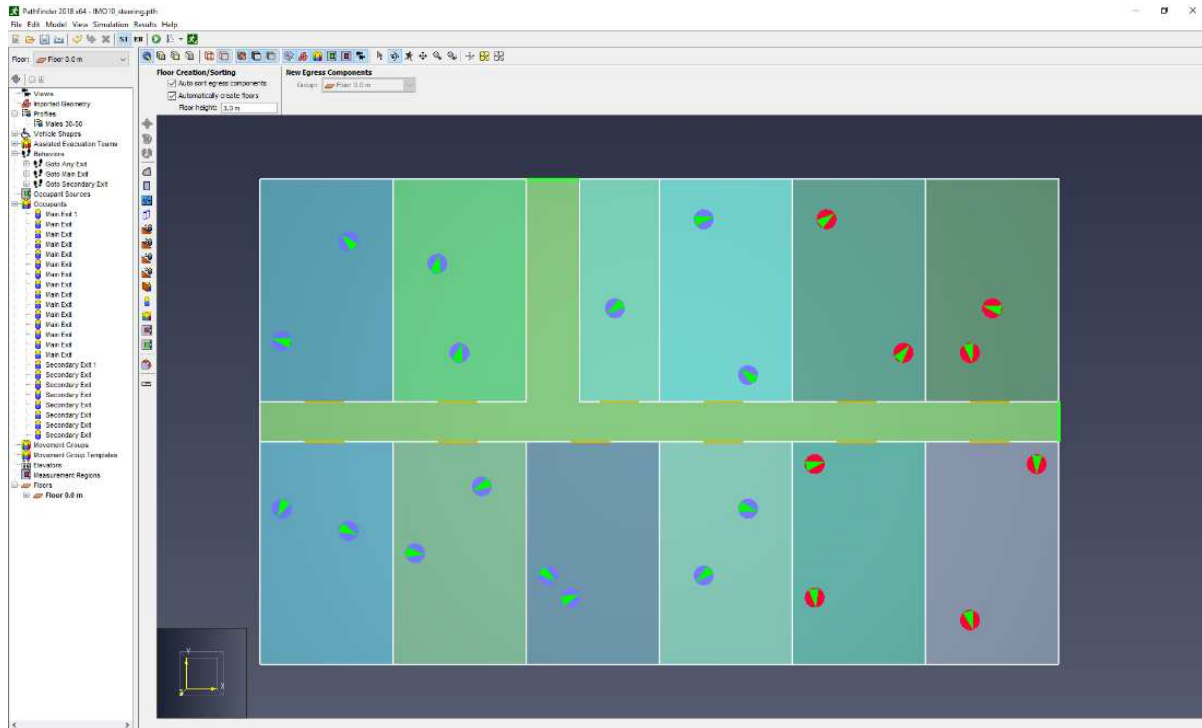 Pathfinder 2018 x64 - IMO10_steering.pth
File Edit Model View Simulation Results Help
Floor: Floor 0.0 m
Floor Creation/Sorting
Auto sort egress components
Automatically create floors
Floor height: 3.0 m
New Egress Components
Group: Floor 0.0 m
Views
Imported Geometry
Profiles
Males 30-50
Vehicle Shapes
Assisted Evacuation Teams
Behaviors
Goto Any Exit
Goto Main Exit
Goto Secondary Exit
Occupant Sources
Occupants
Main Exit 1
Main Exit
Main Exit
Main Exit
Main Exit
Main Exit
Main Exit
Main Exit
Main Exit
Main Exit
Main Exit
Main Exit
Main Exit
Main Exit
Main Exit
Secondary Exit 1
Secondary Exit
Secondary Exit
Secondary Exit
Secondary Exit
Secondary Exit
Secondary Exit
Secondary Exit
Movement Groups
Movement Group Templates
Elevators
Measurement Regions
Floors
Floor 0.0 m
Y
X